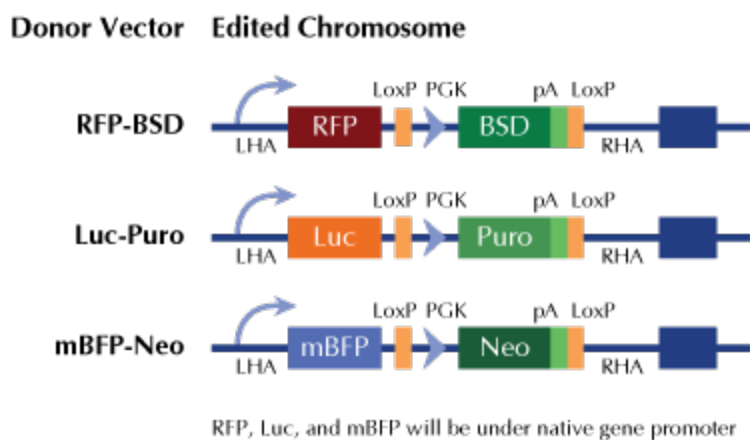 Donor Vector Edited Chromosome
LoxP PGK pA LoxP
RFP-BSD RFP BSD
LHA RHA
LoxP PGK pA LoxP
Luc-Puro Luc Puro
LHA RHA
LoxP PGK pA LoxP
mBFP-Neo mBFP Neo
LHA RHA
RFP, Luc, and mBFP will be under native gene promoter